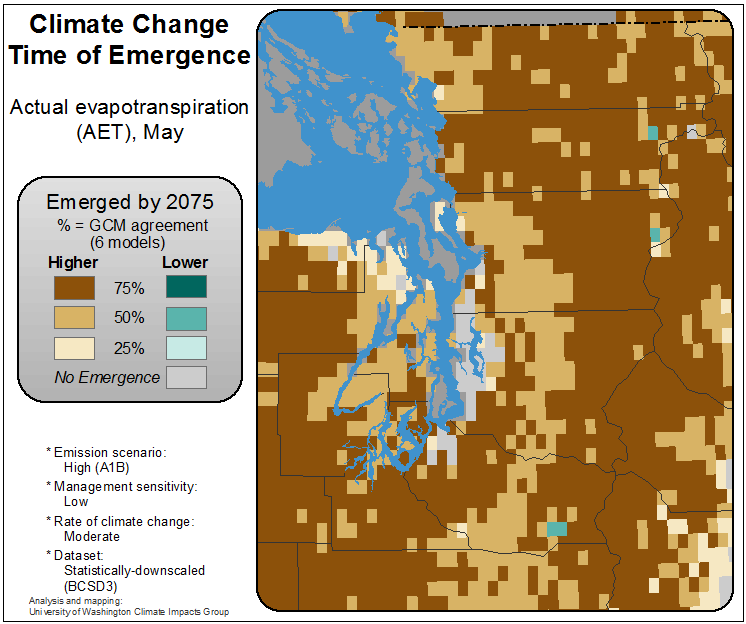 Climate Change
Time of Emergence
Actual evapotranspiration
(AET), May
Emerged by 2075
% = GCM agreement
(6 models)
Higher Lower
75%
50%
25%
No Emergence
* Emission scenario:
High (A1B)
* Management sensitivity:
Low
* Rate of climate change:
Moderate
* Dataset:
Statistically-downscaled
(BCSD3)
Analysis and mapping:
University of Washington Climate Impacts Group